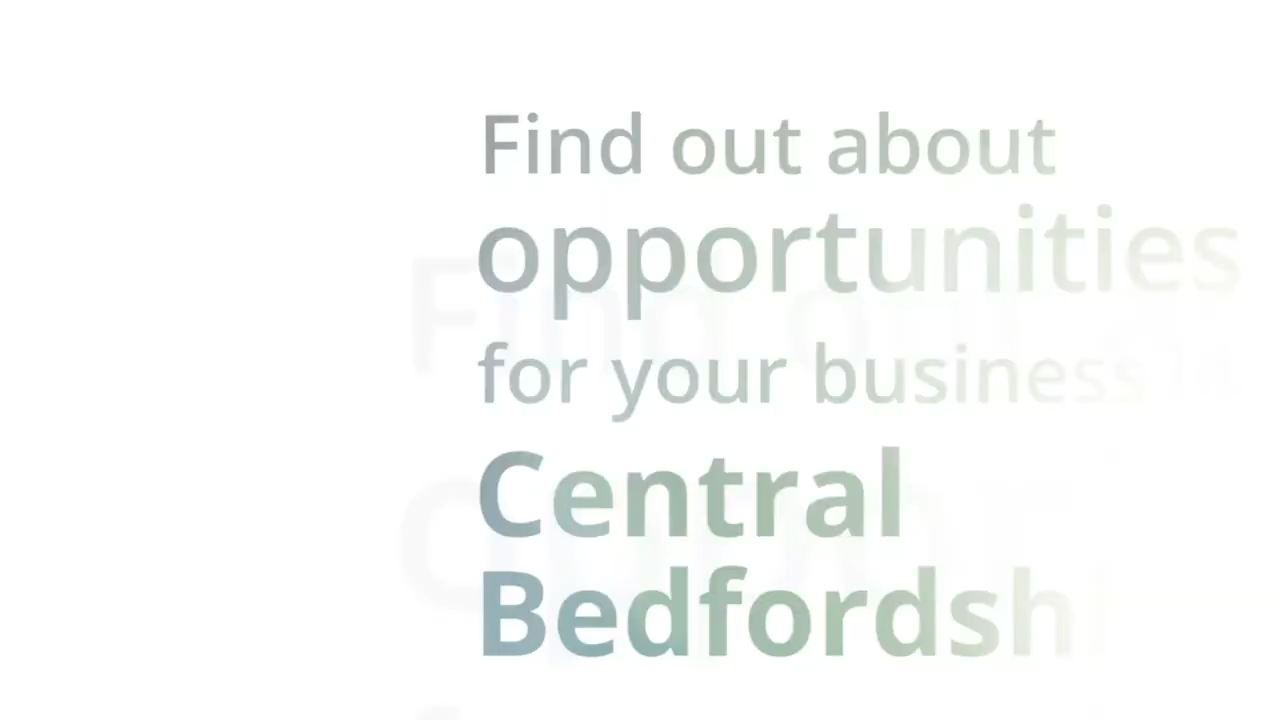 Find out about
opportunities
for your business
Central
Bedfordsh